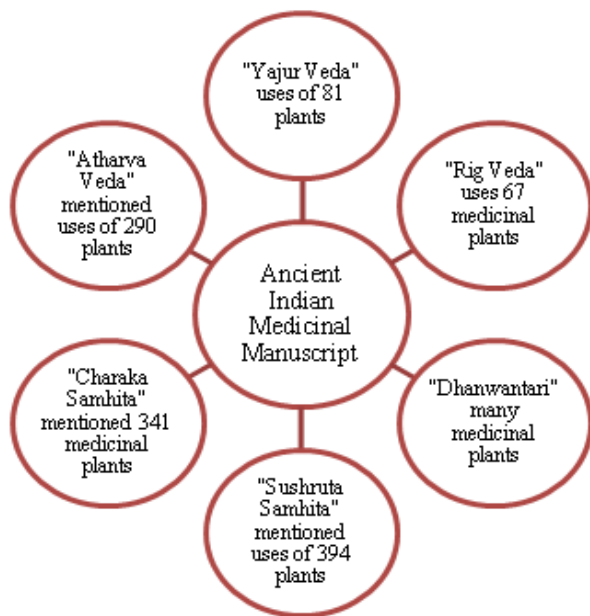 "Yajur Veda"
uses of 81
plants
"Atharva
Veda"
mentioned
uses of 290
plants
"Rig Veda"
uses 67
medicinal
plants
Ancient
Indian
Medicinal
Manuscript
"Charaka
Samhita"
mentioned 341
medicinal
plants
"Dhanwantari"
many
medicinal
plants
"Sushruta
Samhita"
mentioned
uses of 394
plants